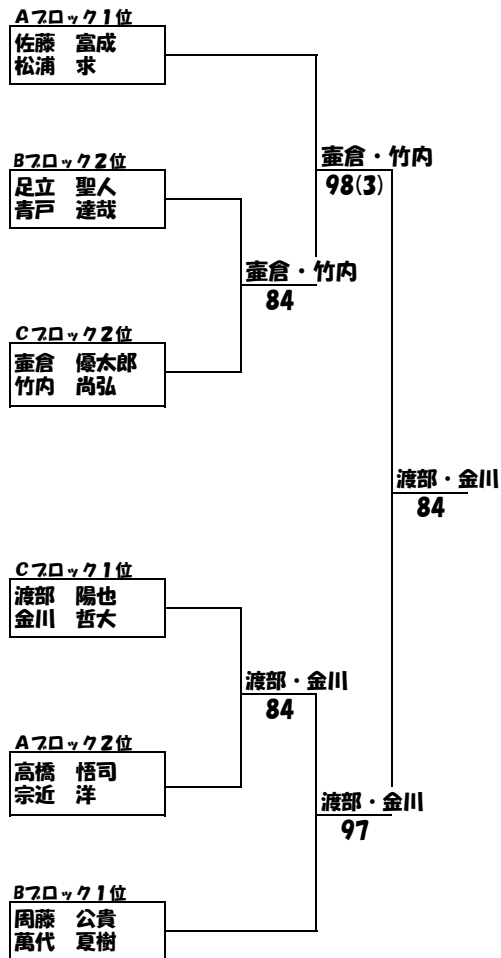 Aブロック1位
佐藤　富成
松浦　求
壷倉・竹内
98(3)
Bブロック2位
足立　聖人
青戸　達哉
壷倉・竹内
84
Cブロック2位
壷倉　優太郎
竹内　尚弘
渡部・金川
84
Cブロック1位
渡部　陽也
金川　哲大
渡部・金川
84
Aブロック2位
高橋　悟司
宗近　洋
渡部・金川
97
Bブロック1位
周藤　公貴
萬代　夏樹